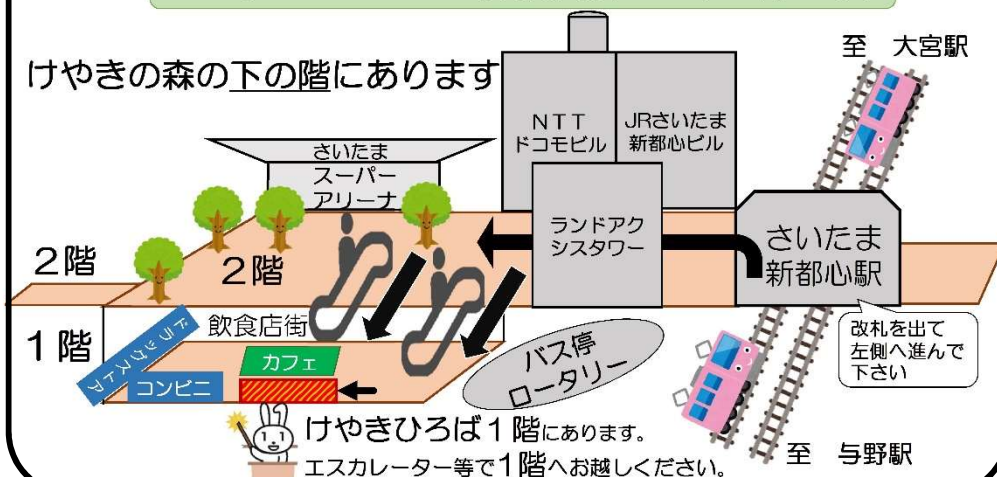 至　大宮駅
けやきの森の下の階にあります
NTT
ドコモビル
JRさいたま
新都心ビル
さいたま
スーパー
アリーナ
ランドアク
シスタワー
さいたま
新都心駅
2階
2階
1階
飲食店街
ドラッグストア
カフェ
コンビニ
バス停
ロータリー
改札を出て
左側へ進んで
下さい
けやきひろば1階にあります。
エスカレーター等で1階へお越しください。
至　与野駅